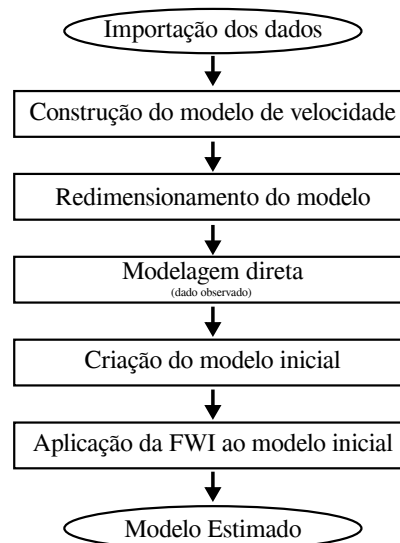 Importação dos dados
Construção do modelo de velocidade
Redimensionamento do modelo
Modelagem direta
(dado observado)
Criação do modelo inicial
Aplicação da FWI ao modelo inicial
Modelo Estimado